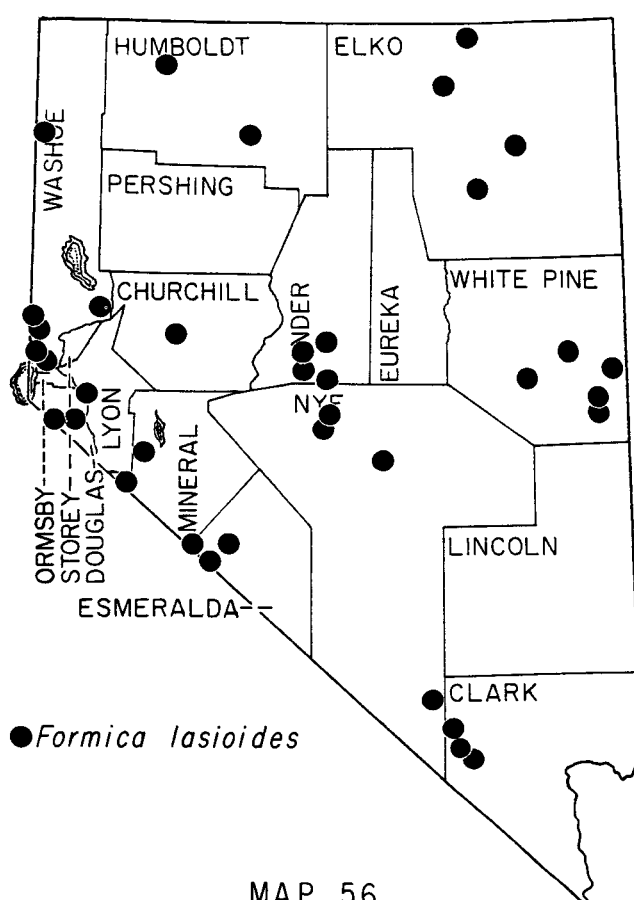 HUMBOLDT
ELKO
WASHOE
PERSHING
CHURCHILL
WHITE PINE
NDER
EUREKA
NYE
LYON
MINERAL
ORMSBY
STOREY
DOUGLAS
LINCOLN
ESMERALDA
CLARK
Formica lasioides
MAP 56